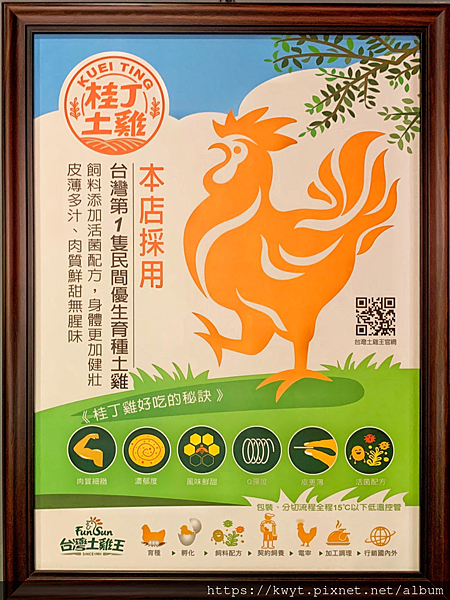 KUEI TING
桂丁
土雞
本店採用
台灣第1隻民間優生育種土雞
飼料添加活菌配方，身體更加健壯
皮薄多汁、肉質鮮甜無腥味
台灣土雞王官網
《桂丁雞好吃的秘訣》
肉質細緻 濃郁度 風味鮮甜 Q彈度 皮更薄 活菌配方
包裝、分切流程全程15℃以下低溫控管
FunSun
台灣土雞王
育種 孵化 飼料配方 契約飼養 電宰 加工調理 行銷國內外
https://kwyt.pixnet.net/album